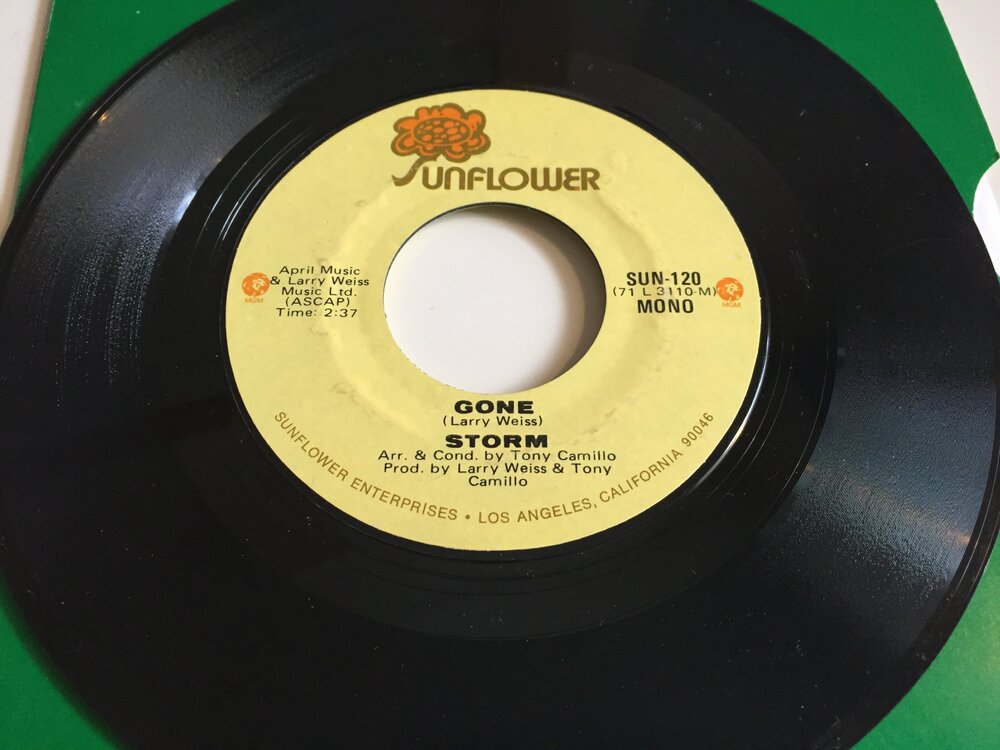 SUNFLOWER
April Music
& Larry Weiss
Music Ltd.
(ASCAP)
Time: 2:37
MGM
SUN-120
(71 L 3110-M)
MONO
MGM
GONE
(Larry Weiss)
STORM
Arr. & Cond. by Tony Camillo
Prod. by Larry Weiss & Tony
Camillo
SUNFLOWER ENTERPRISES • LOS ANGELES, CALIFORNIA 90046